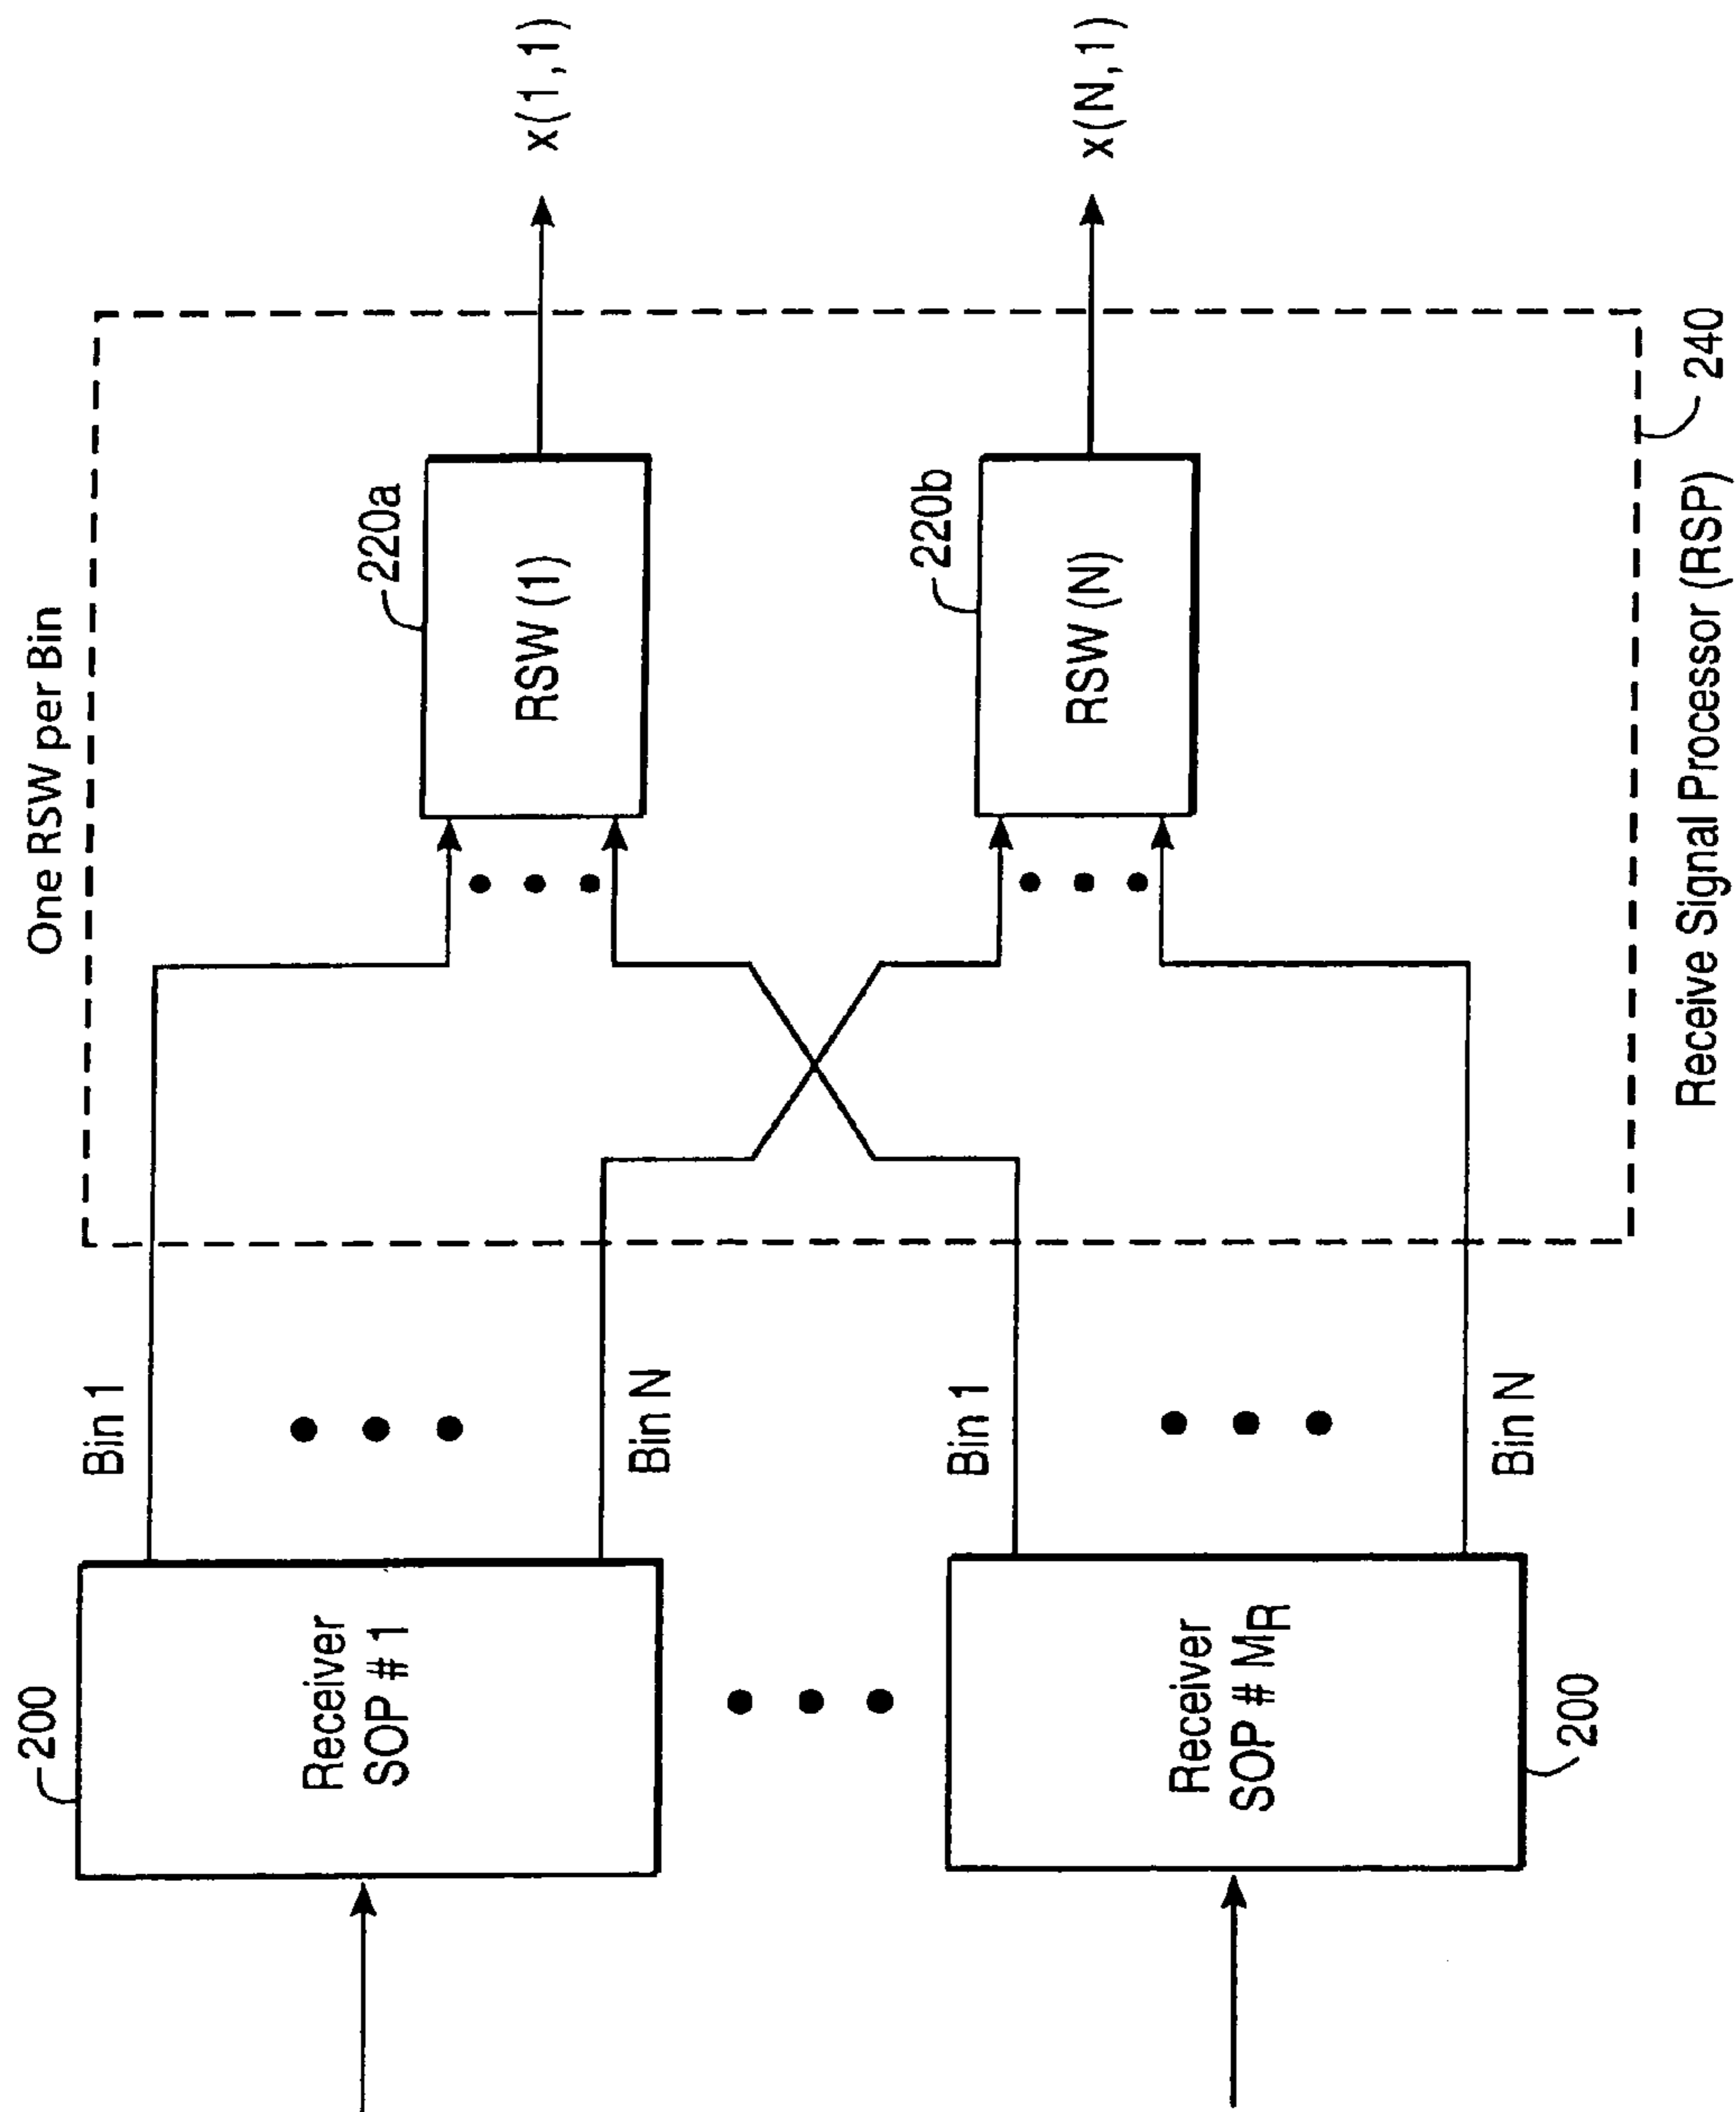 One RSW per Bin
200
Receiver
SOP # 1
Bin 1
Bin N
220a
RSW (1)
x(1,1)
Receiver
SOP # MR
200
Bin 1
Bin N
220b
RSW (N)
x(N,1)
240
Receive Signal Processor (RSP)